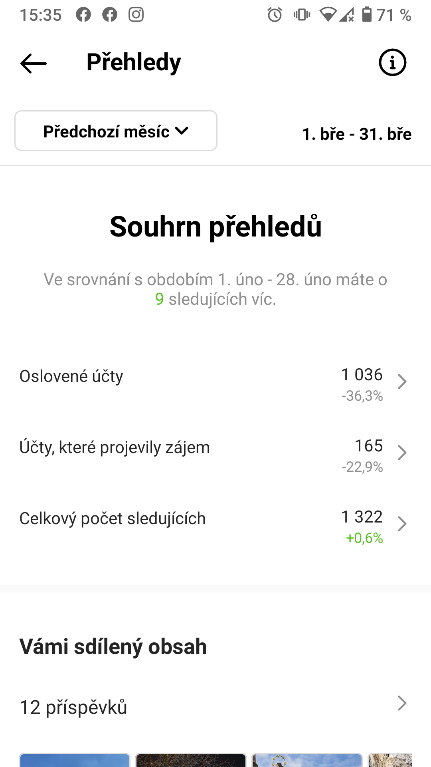 15:35
71 %
Přehledy
Předchozí měsíc
1. bře - 31. bře
Souhrn přehledů
Ve srovnání s obdobím 1. úno - 28. úno máte o
9 sledujících víc.
Oslovené účty
1 036
-36,3%
Účty, které projevily zájem
165
-22,9%
Celkový počet sledujících
1 322
+0,6%
Vámi sdílený obsah
12 příspěvků